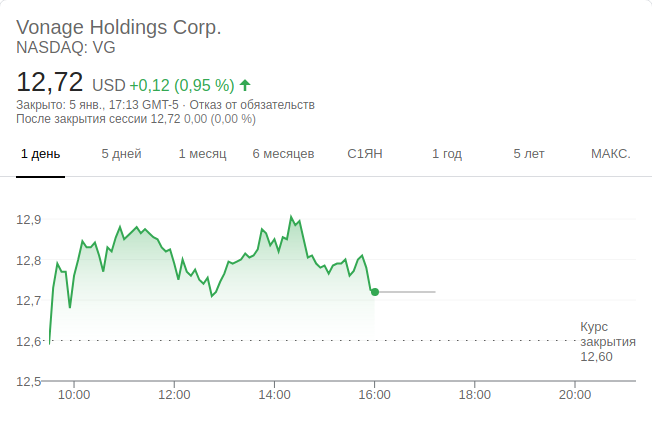 Vonage Holdings Corp.
NASDAQ: VG
12,72 USD +0,12 (0,95 %)
Закрыто: 5 янв., 17:13 GMT-5 · Отказ от обязательств
После закрытия сессии 12,72 0,00 (0,00 %)
1 день 5 дней 1 месяц 6 месяцев С1ЯН 1 год 5 лет МАКС.
12,9
12,8
12,7
12,6
12,5
Курс
закрытия
12,60
10:00 12:00 14:00 16:00 18:00 20:00